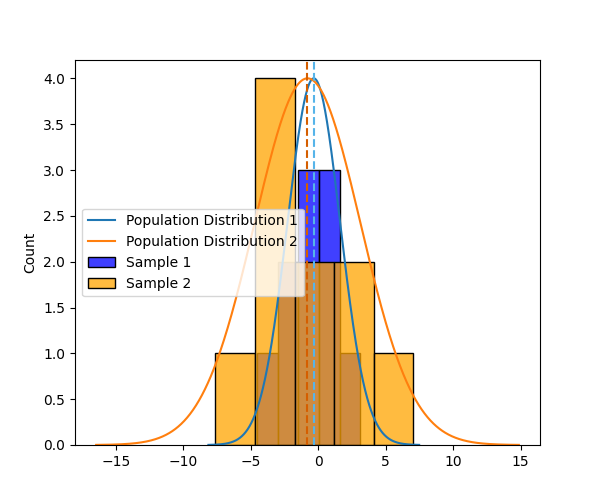 4.0
3.5
3.0
2.5
2.0
1.5
1.0
0.5
0.0
Count
Population Distribution 1
Population Distribution 2
Sample 1
Sample 2
−15 −10 −5 0 5 10 15